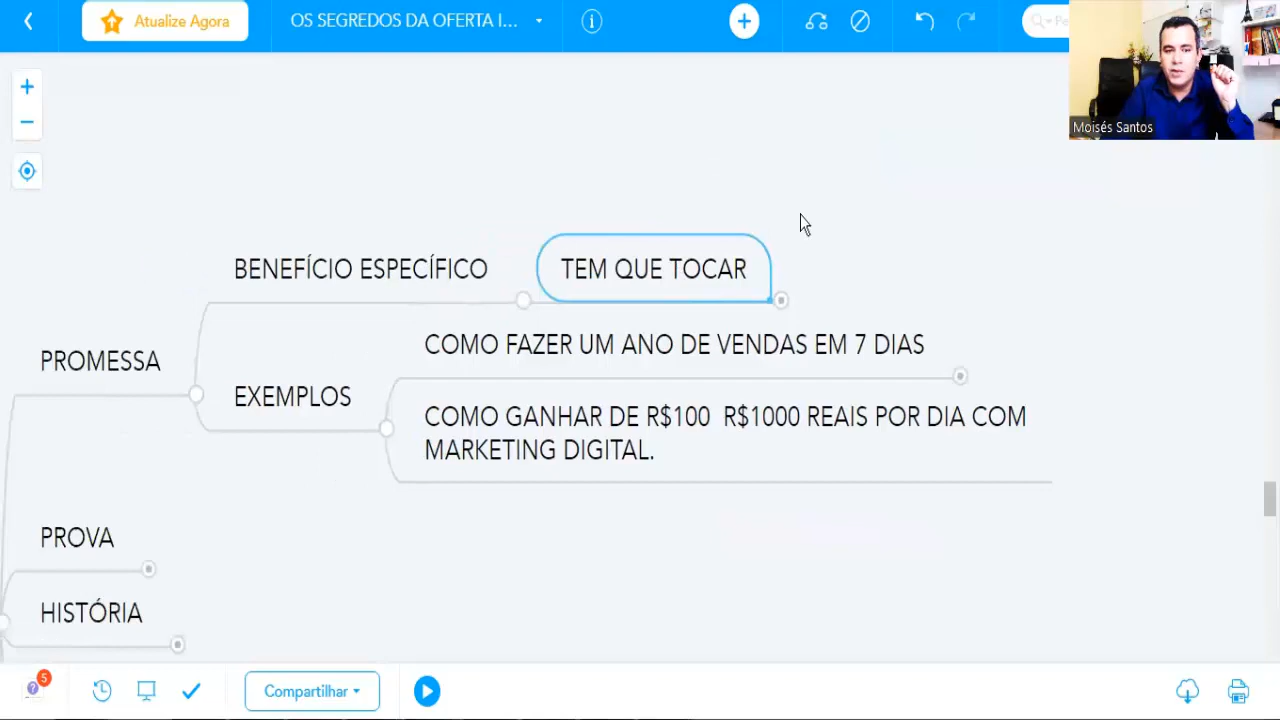 Atualize Agora
OS SEGREDOS DA OFERTA I...
Pe
Moisés Santos
BENEFÍCIO ESPECÍFICO
TEM QUE TOCAR
PROMESSA
EXEMPLOS
COMO FAZER UM ANO DE VENDAS EM 7 DIAS
COMO GANHAR DE R$100 R$1000 REAIS POR DIA COM
MARKETING DIGITAL.
PROVA
HISTÓRIA
5
Compartilhar